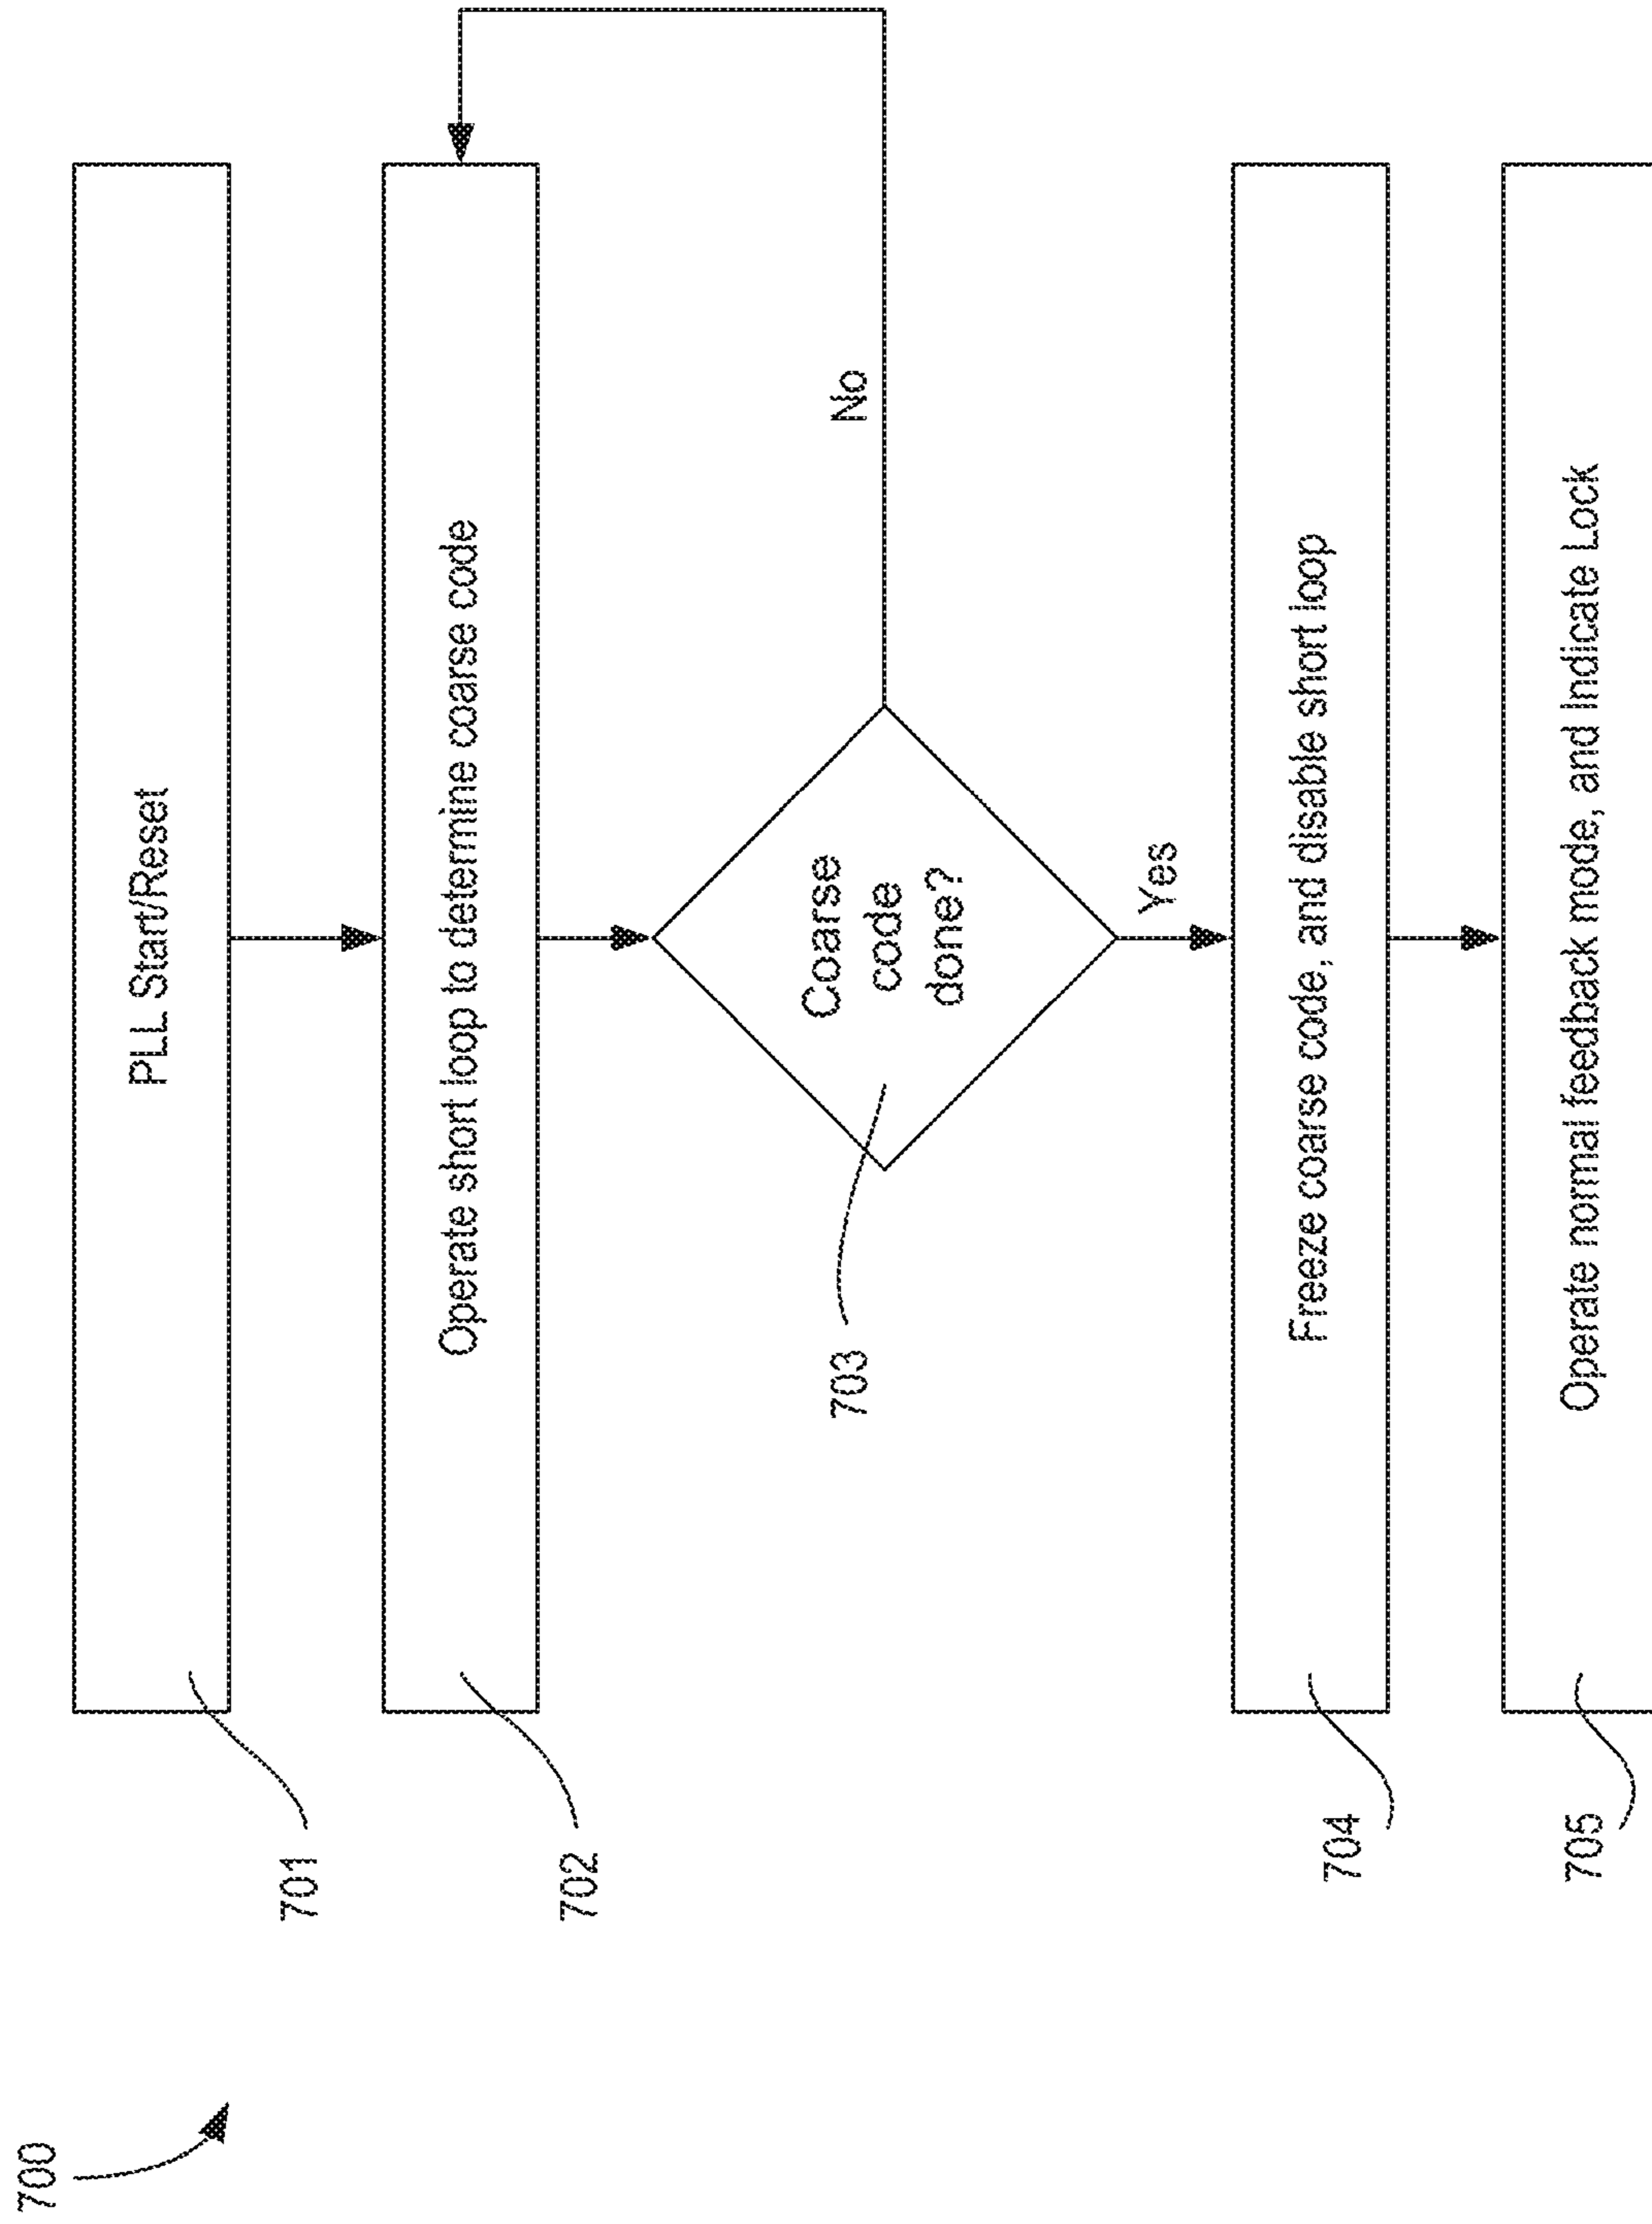 700
701
PLL Start/Reset
702
Operate short loop to determine coarse code
703
Coarse
code
done?
No
Yes
704
Freeze coarse code, and disable short loop
705
Operate normal feedback mode, and Indicate Lock